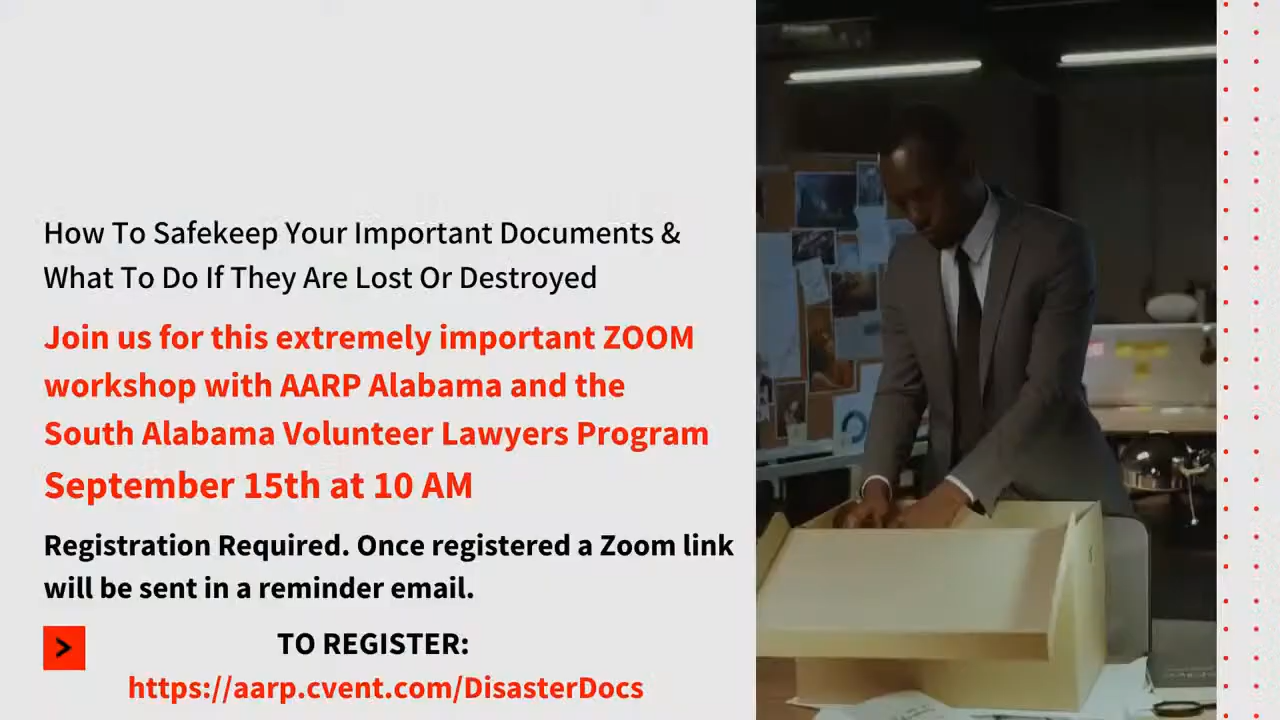 How To Safekeep Your Important Documents &
What To Do If They Are Lost Or Destroyed
Join us for this extremely important ZOOM
workshop with AARP Alabama and the
South Alabama Volunteer Lawyers Program
September 15th at 10 AM
Registration Required. Once registered a Zoom link
will be sent in a reminder email.
>
TO REGISTER:
https://aarp.cvent.com/DisasterDocs